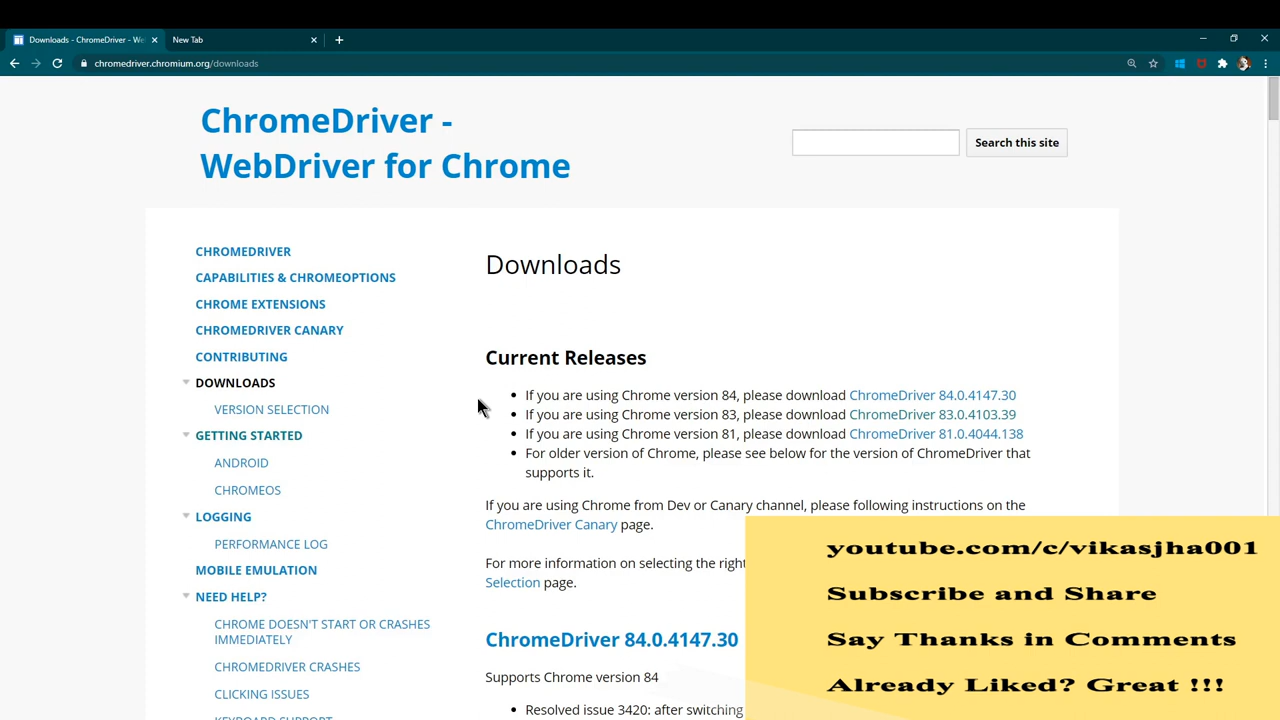 Downloads - ChromeDriver - We
New Tab
chromedriver.chromium.org/downloads
ChromeDriver -
WebDriver for Chrome
Search this site
CHROMEDRIVER
CAPABILITIES & CHROMEOPTIONS
CHROME EXTENSIONS
CHROMEDRIVER CANARY
CONTRIBUTING
DOWNLOADS
VERSION SELECTION
GETTING STARTED
ANDROID
CHROMEOS
LOGGING
PERFORMANCE LOG
MOBILE EMULATION
NEED HELP?
CHROME DOESN'T START OR CRASHES
IMMEDIATELY
CHROMEDRIVER CRASHES
CLICKING ISSUES
KEYBOARD SUPPORT
Downloads
Current Releases
If you are using Chrome version 84, please download ChromeDriver 84.0.4147.30
If you are using Chrome version 83, please download ChromeDriver 83.0.4103.39
If you are using Chrome version 81, please download ChromeDriver 81.0.4044.138
For older version of Chrome, please see below for the version of ChromeDriver that
supports it.
If you are using Chrome from Dev or Canary channel, please following instructions on the
ChromeDriver Canary page.
For more information on selecting the right
Selection page.
ChromeDriver 84.0.4147.30
Supports Chrome version 84
Resolved issue 3420: after switching
youtube.com/c/vikasjha001
Subscribe and Share
Say Thanks in Comments
Already Liked? Great !!!